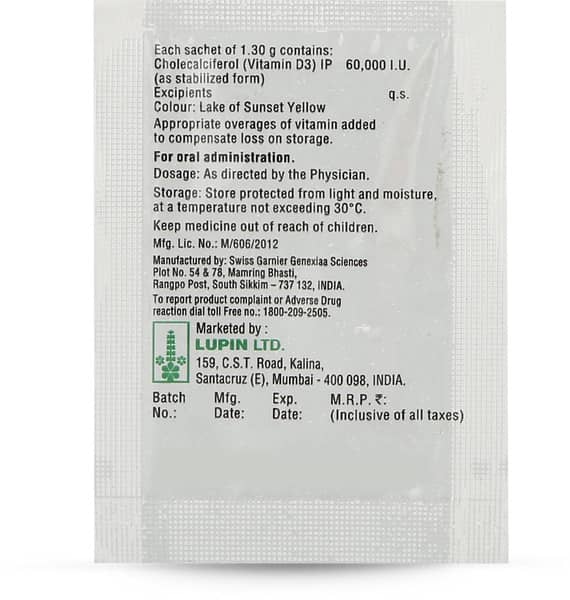 Each sachet of 1.30 g contains:
Cholecalciferol (Vitamin D3) IP 60,000 I.U.
(as stabilized form)
Excipients q.s.
Colour: Lake of Sunset Yellow
Appropriate overages of vitamin added
to compensate loss on storage.
For oral administration.
Dosage: As directed by the Physician.
Storage: Store protected from light and moisture,
at a temperature not exceeding 30°C.
Keep medicine out of reach of children.
Mfg. Lic. No.: M/606/2012
Manufactured by: Swiss Garnier Genexiaa Sciences
Plot No. 54 & 78, Mamring Bhasti,
Rangpo Post, South Sikkim – 737 132, INDIA.
To report product complaint or Adverse Drug
reaction dial toll Free no.: 1800-209-2505.
Marketed by :
LUPIN LTD.
159, C.S.T. Road, Kalina,
Santacruz (E), Mumbai - 400 098, INDIA.
Batch Mfg. Exp. M.R.P. ₹:
No.: Date: Date: (Inclusive of all taxes)